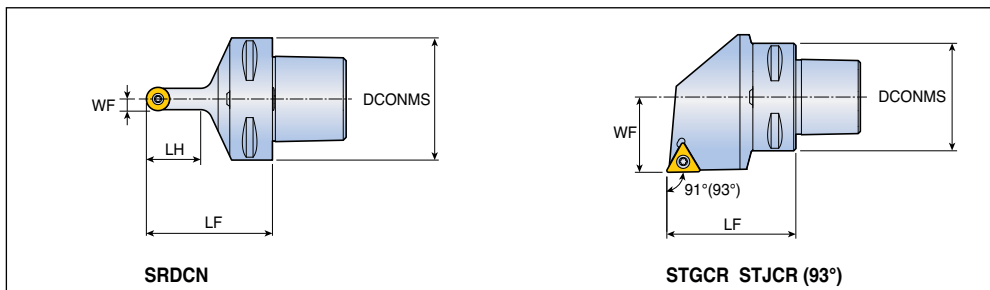 WF
LH
LF
DCONMS
SRDCN
WF
91°(93°)
LF
DCONMS
STGCR STJCR (93°)